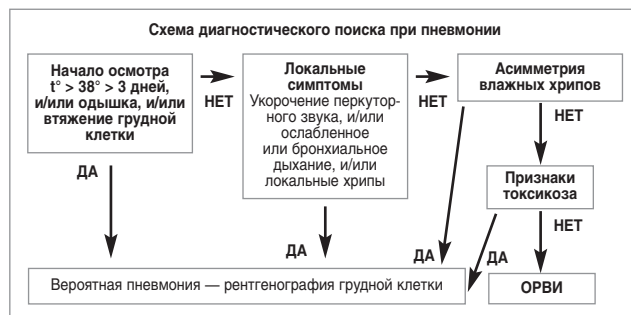 Схема диагностического поиска при пневмонии
Начало осмотра
t° > 38° > 3 дней,
и/или одышка, и/или
втяжение грудной
клетки
НЕТ
Локальные
симптомы
Укорочение перкутор-
ного звука, и/или
ослабленное
или бронхиальное
дыхание, и/или
локальные хрипы
НЕТ
Асимметрия
влажных хрипов
НЕТ
Признаки
токсикоза
НЕТ
ДА
ДА
ДА
ДА
Вероятная пневмония — рентгенография грудной клетки
ОРВИ